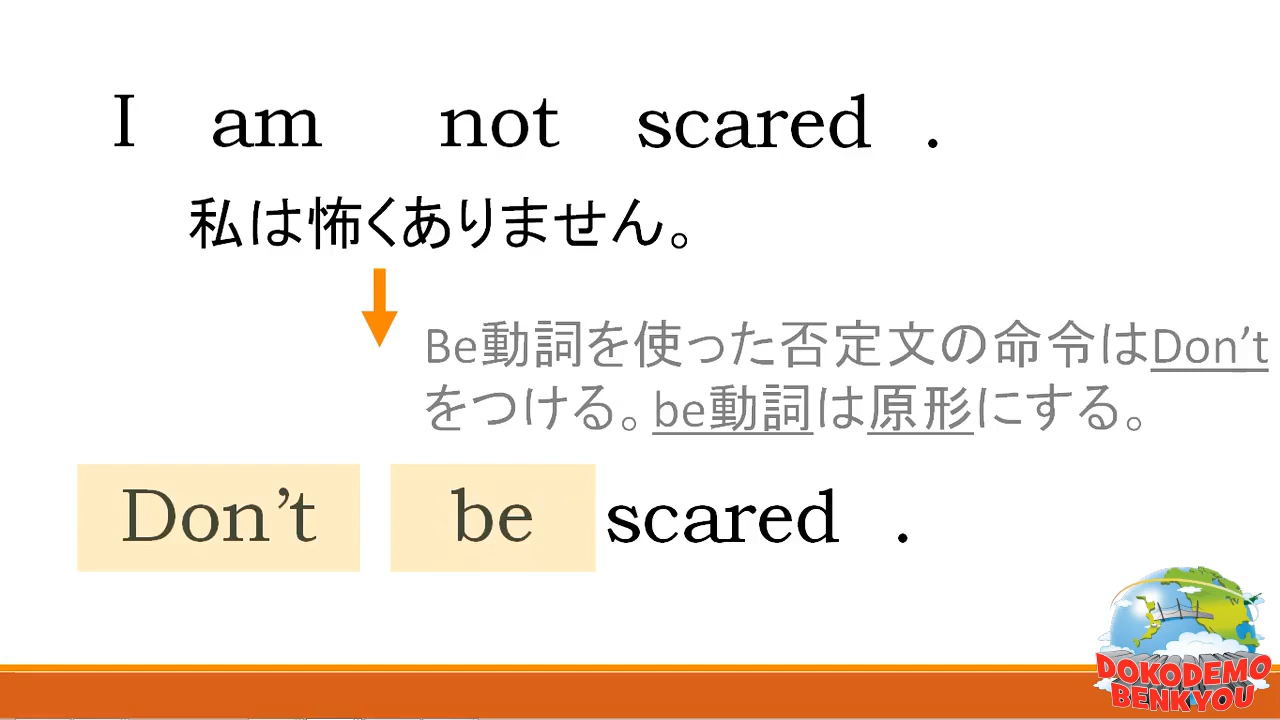 I am not scared .
私は怖くありません。
Be動詞を使った否定文の命令はDon’t
をつける。be動詞は原形にする。
Don’t be scared .
DOKODEMO
BENKYOU